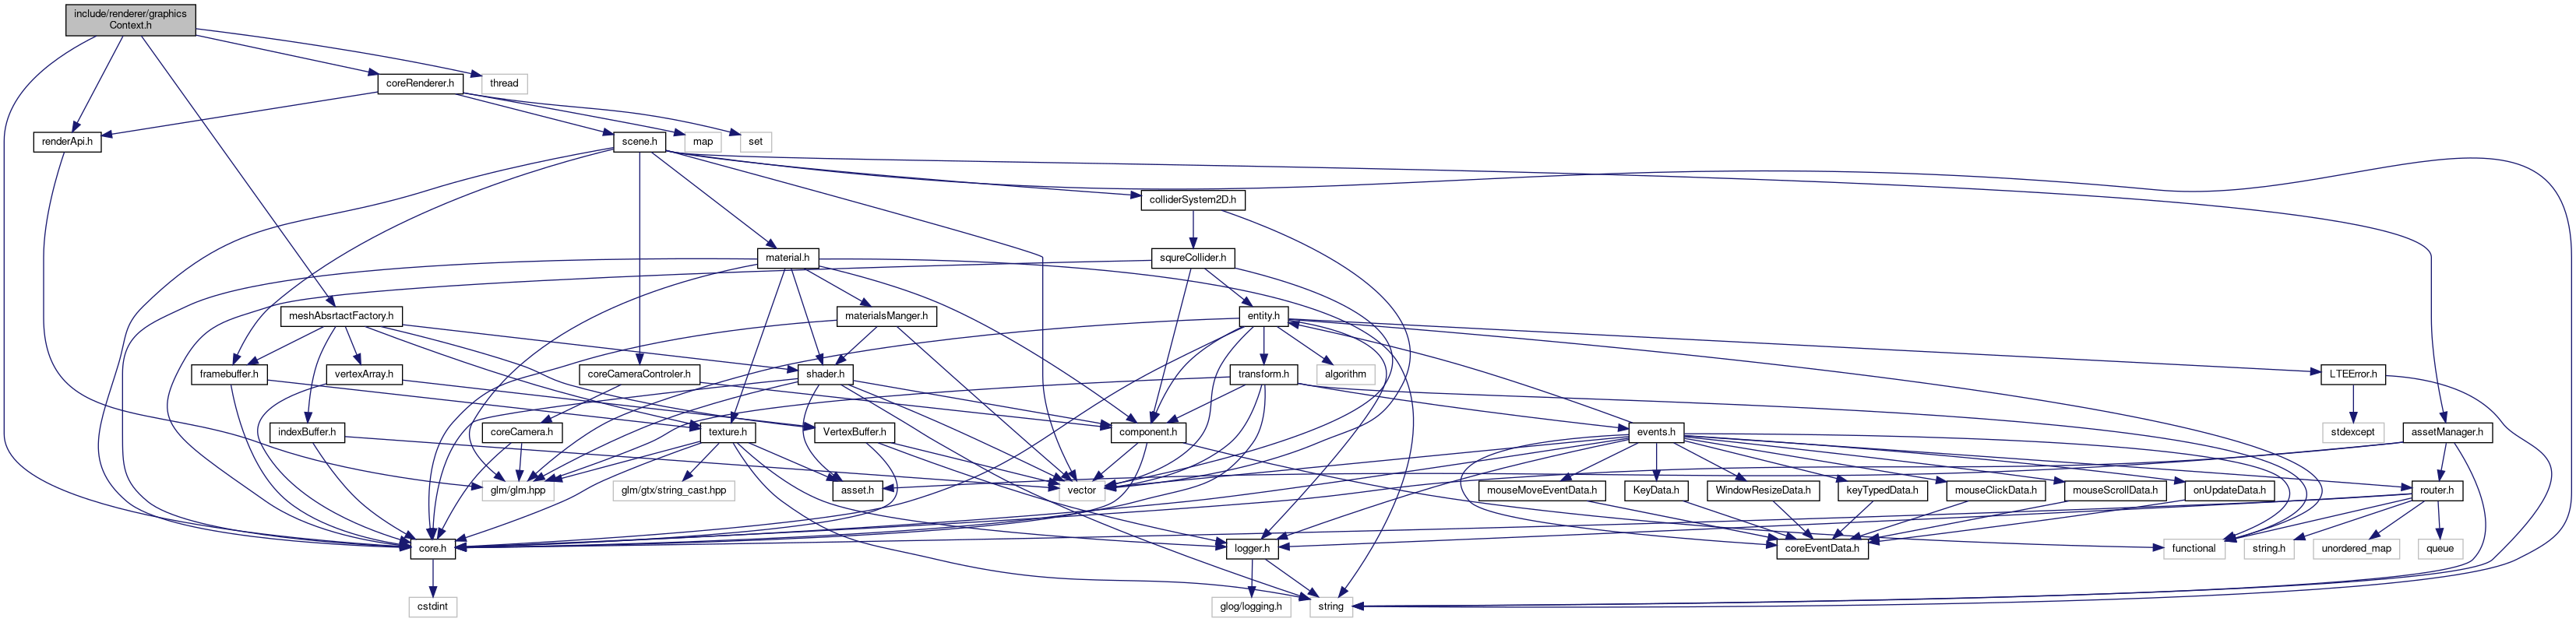 include/renderer/graphics
Context.h
coreRenderer.h
thread
renderApi.h
scene.h
map
set
colliderSystem2D.h
material.h
squreCollider.h
meshAbsrtactFactory.h
materialsManger.h
entity.h
framebuffer.h
vertexArray.h
coreCameraControler.h
shader.h
transform.h
algorithm
LTEError.h
indexBuffer.h
coreCamera.h
texture.h
VertexBuffer.h
component.h
events.h
stdexcept
assetManager.h
glm/glm.hpp
glm/gtx/string_cast.hpp
asset.h
vector
mouseMoveEventData.h
KeyData.h
WindowResizeData.h
keyTypedData.h
mouseClickData.h
mouseScrollData.h
onUpdateData.h
router.h
core.h
logger.h
coreEventData.h
functional
string.h
unordered_map
queue
cstdint
glog/logging.h
string